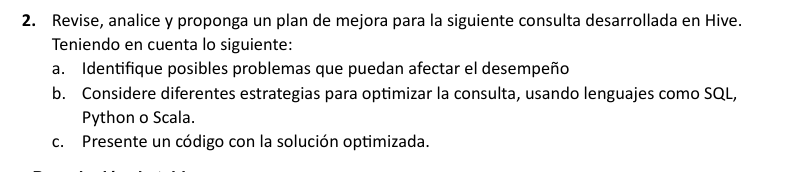 2. Revise, analice y proponga un plan de mejora para la siguiente consulta desarrollada en Hive.
Teniendo en cuenta lo siguiente:
a. Identifique posibles problemas que puedan afectar el desempeño
b. Considere diferentes estrategias para optimizar la consulta, usando lenguajes como SQL,
Python o Scala.
c. Presente un código con la solución optimizada.